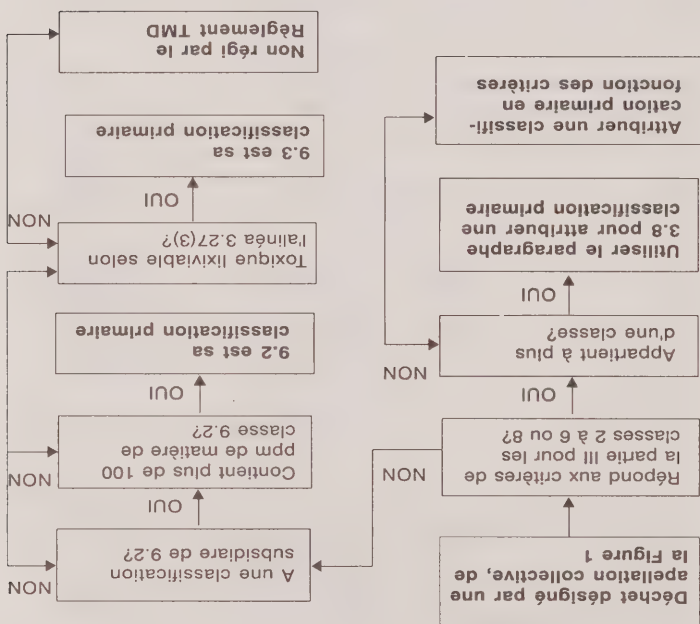 Déchet désigné par une
apellation collective, de
la Figure 1
Répond aux critères de
la partie III pour les
classes 2 à 6 ou 8?
NON
OUI
Appartient à plus
d'une classe?
NON
OUI
Utiliser le paragraphe
3.8 pour attribuer une
classification primaire
Attribuer une classifi-
cation primaire en
fonction des critères
A une classification
subsidiare de 9.2?
NON
OUI
Contient plus de 100
ppm de matière de
classe 9.2?
NON
OUI
9.2 est sa
classification primaire
Toxique lixiviable selon
l'alinéa 3.27(3)?
NON
OUI
9.3 est sa
classification primaire
Non régi par le
Règlement TMD